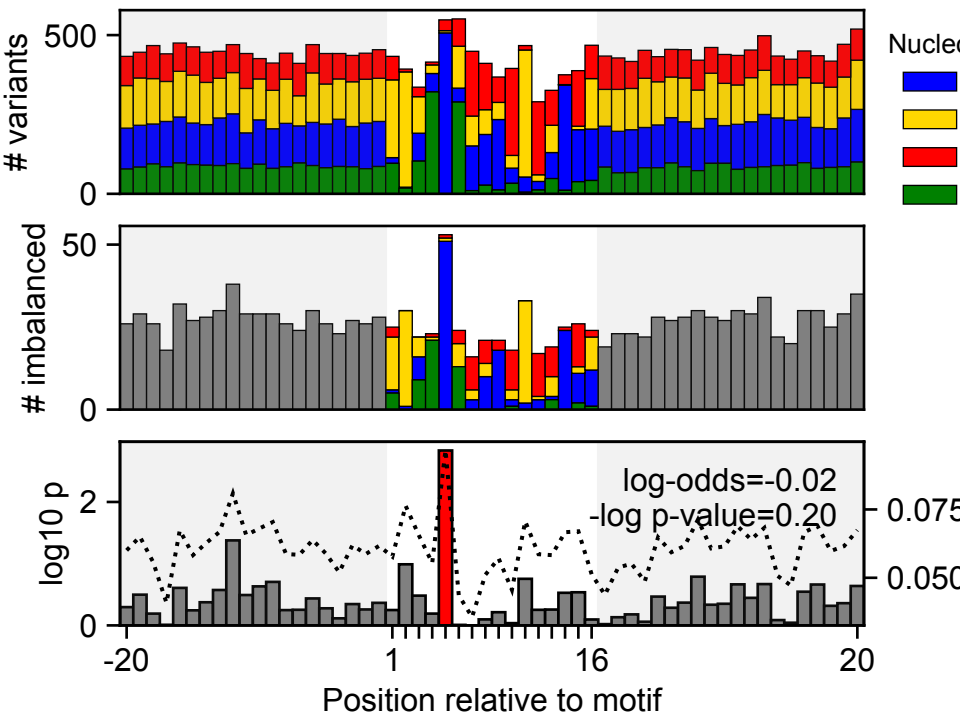 # variants
500
0
Nucleo
# imbalanced
50
0
log10 p
2
0
log-odds=-0.02
-log p-value=0.20
0.075
0.050
-20
1
16
20
Position relative to motif